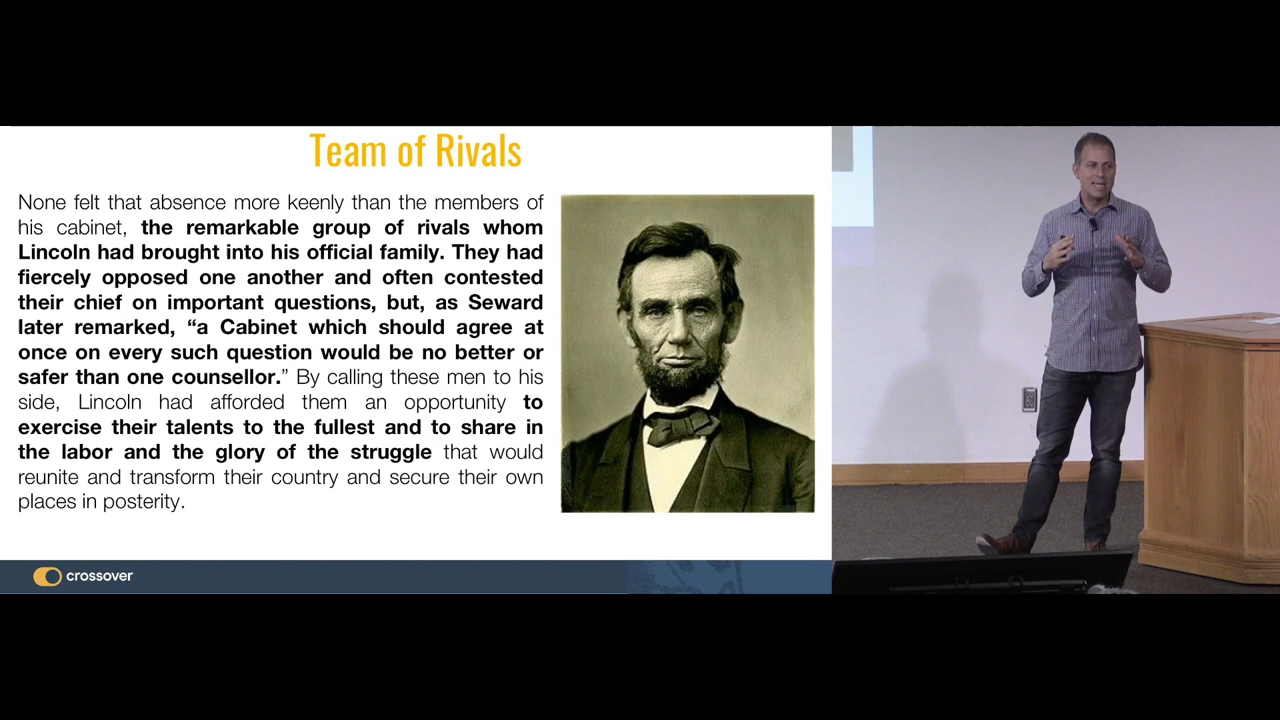 Team of Rivals
None felt that absence more keenly than the members of
his cabinet, the remarkable group of rivals whom
Lincoln had brought into his official family. They had
fiercely opposed one another and often contested
their chief on important questions, but, as Seward
later remarked, “a Cabinet which should agree at
once on every such question would be no better or
safer than one counsellor.” By calling these men to his
side, Lincoln had afforded them an opportunity to
exercise their talents to the fullest and to share in
the labor and the glory of the struggle that would
reunite and transform their country and secure their own
places in posterity.
crossover